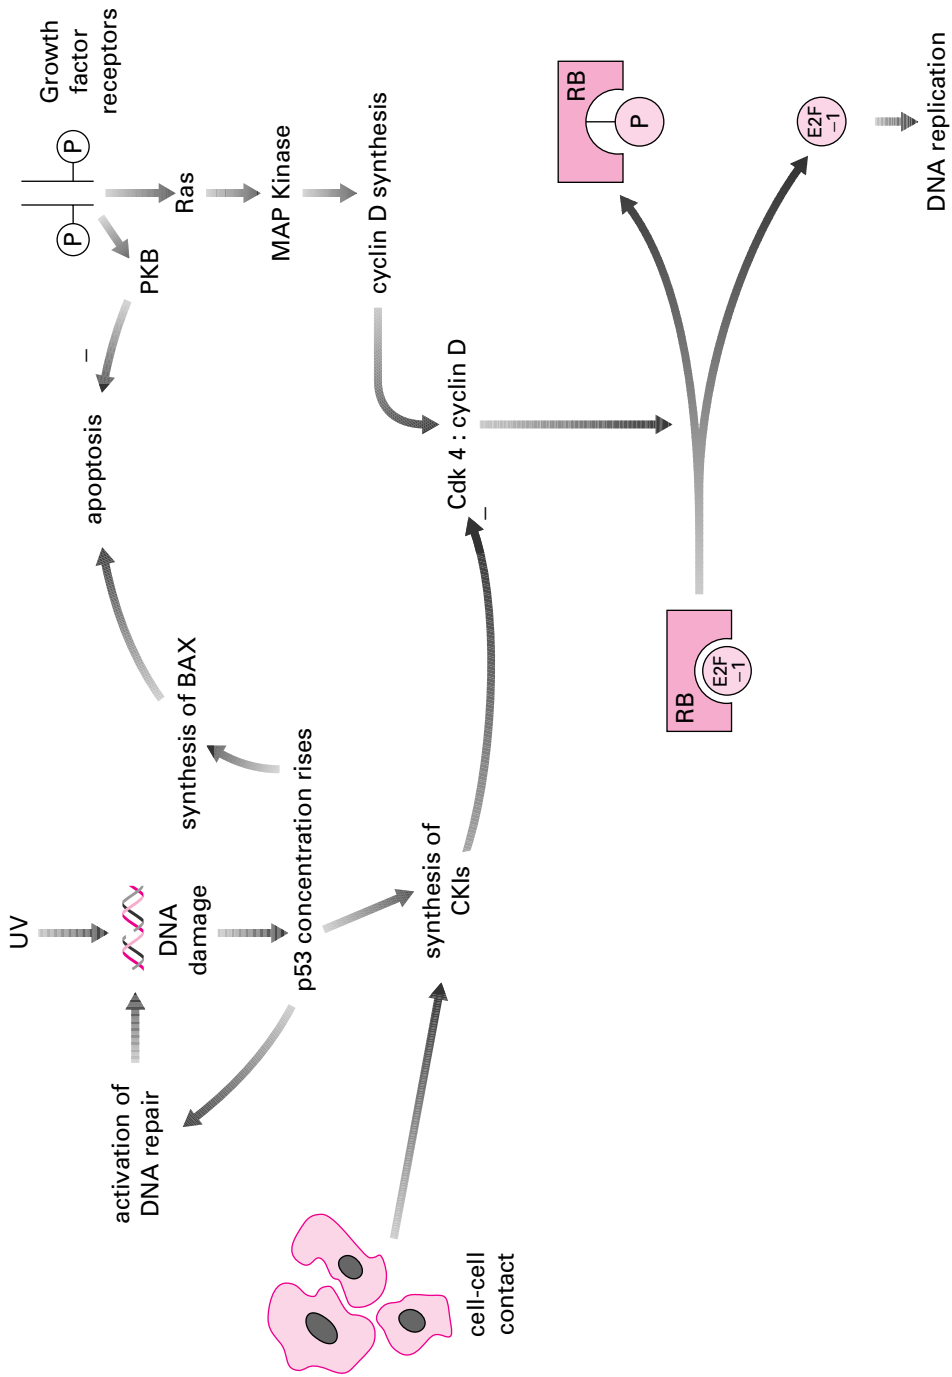 UV
Growth
factor
receptors
P
P
–
apoptosis
activation of
DNA repair
PKB
DNA
damage
synthesis of BAX
Ras
MAP Kinase
p53 concentration rises
cyclin D synthesis
synthesis of
CKIs
Cdk 4 : cyclin D
–
cell-cell
contact
RB
P
RB
E2F
–1
E2F
–1
DNA replication